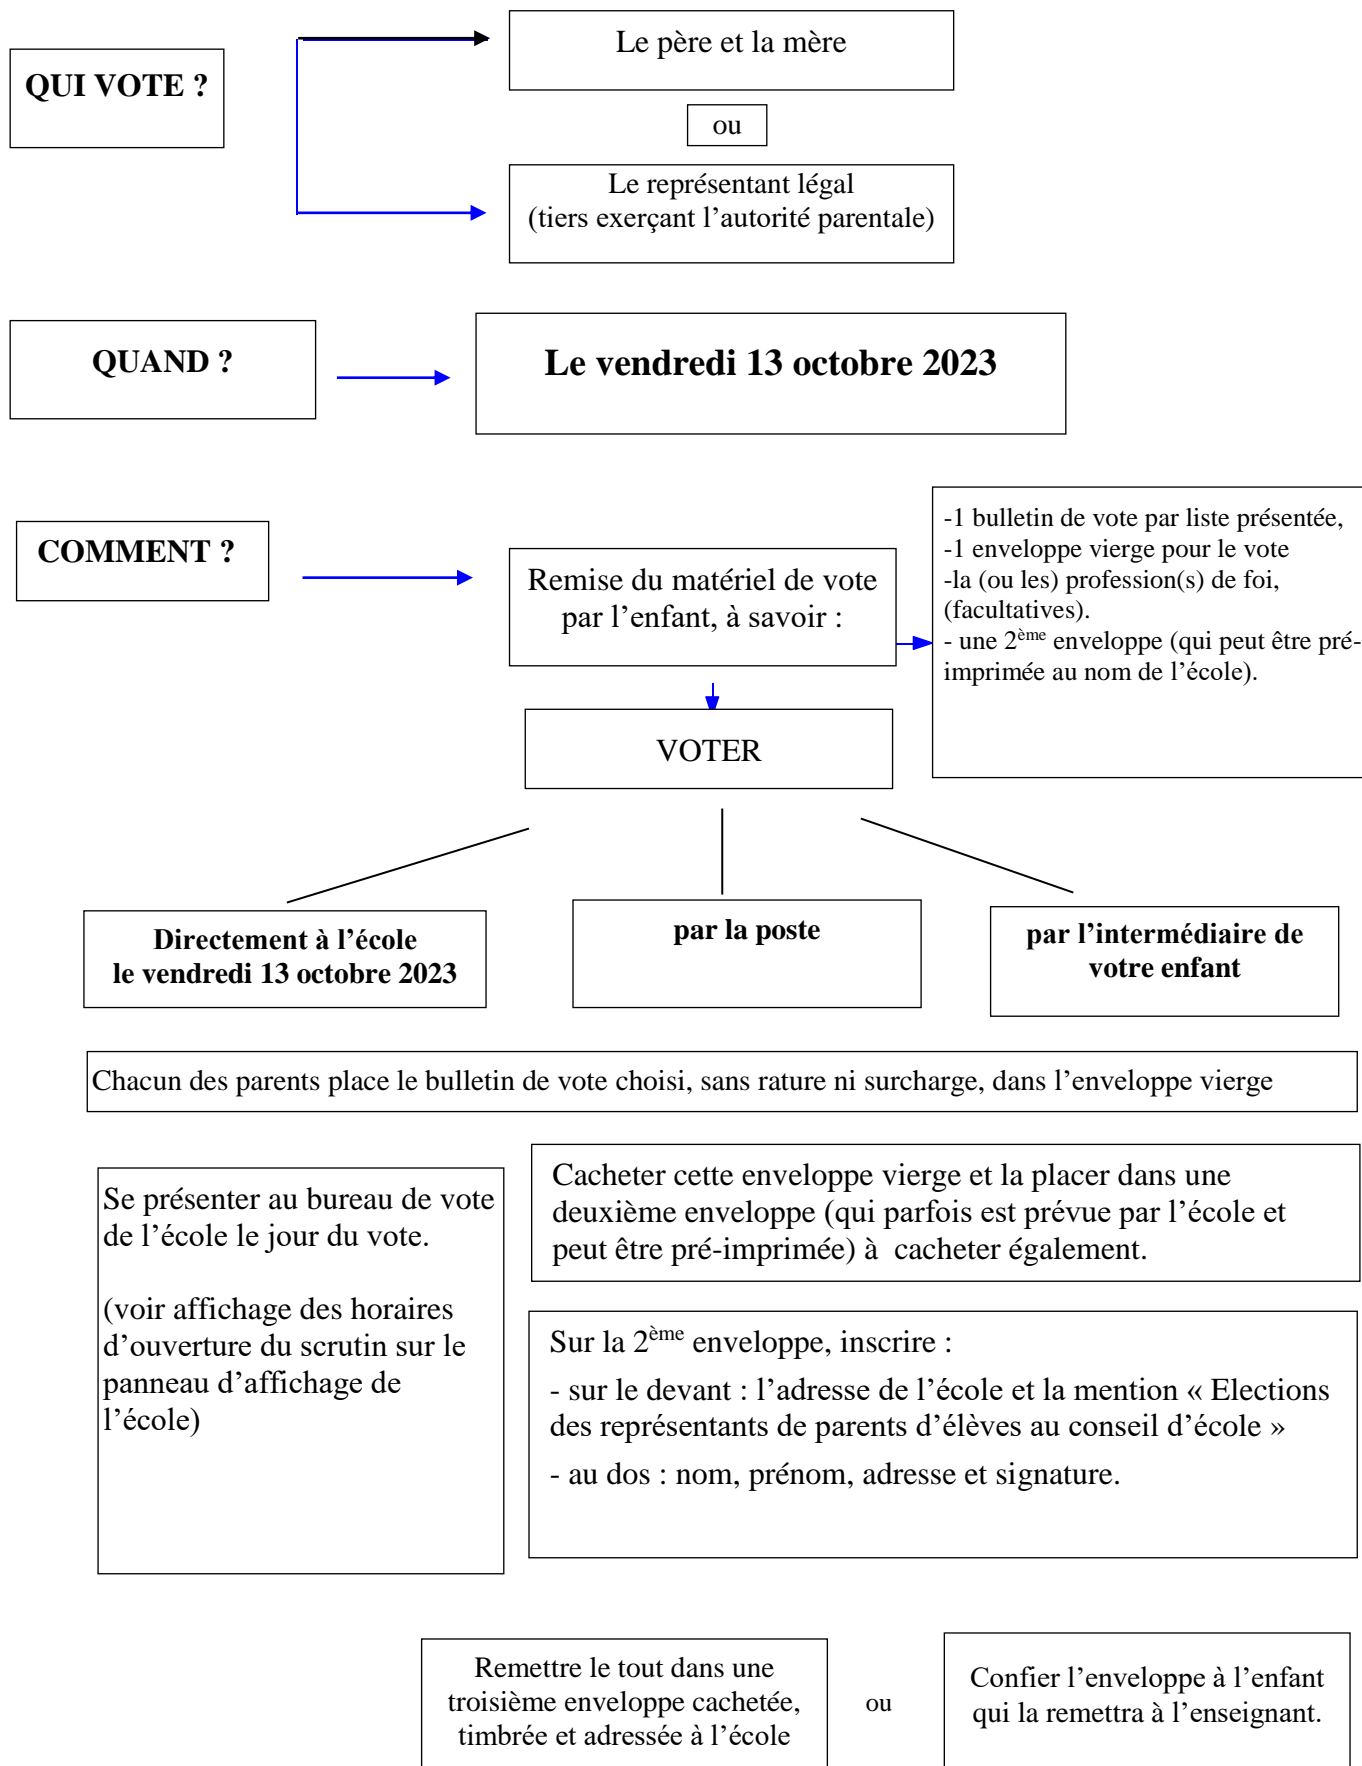 QUI VOTE ?
Le père et la mère
ou
Le représentant légal
(tiers exerçant l’autorité parentale)
QUAND ?
Le vendredi 13 octobre 2023
COMMENT ?
Remise du matériel de vote
par l’enfant, à savoir :
-1 bulletin de vote par liste présentée,
-1 enveloppe vierge pour le vote
-la (ou les) profession(s) de foi,
(facultatives).
- une 2ème enveloppe (qui peut être pré-
imprimée au nom de l’école).
VOTER
Directement à l’école
le vendredi 13 octobre 2023
par la poste
par l’intermédiaire de
votre enfant
Chacun des parents place le bulletin de vote choisi, sans rature ni surcharge, dans l’enveloppe vierge
Se présenter au bureau de vote
de l’école le jour du vote.
(voir affichage des horaires
d’ouverture du scrutin sur le
panneau d’affichage de
l’école)
Cacheter cette enveloppe vierge et la placer dans une
deuxième enveloppe (qui parfois est prévue par l’école et
peut être pré-imprimée) à  cacheter également.
Sur la 2ème enveloppe, inscrire :
- sur le devant : l’adresse de l’école et la mention « Elections
des représentants de parents d’élèves au conseil d’école »
- au dos : nom, prénom, adresse et signature.
Remettre le tout dans une
troisième enveloppe cachetée,
timbrée et adressée à l’école
ou
Confier l’enveloppe à l’enfant
qui la remettra à l’enseignant.